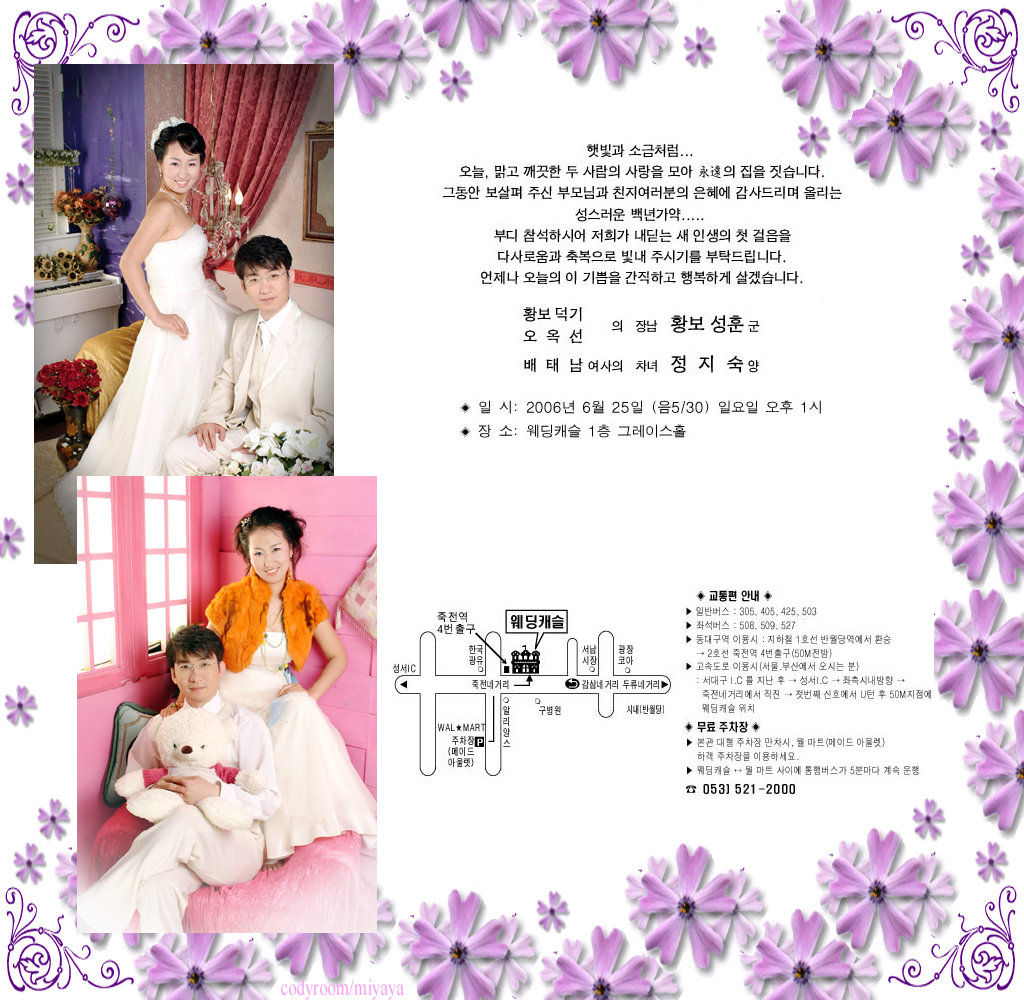 햇빛과 소금처럼...
오늘, 맑고 깨끗한 두 사람의 사랑을 모아 永遠의 집을 짓습니다.
그동안 보살펴 주신 부모님과 친지여러분의 은혜에 감사드리며 올리는
성스러운 백년가약.....
부디 참석하시어 저희가 내딛는 새 인생의 첫 걸음을
다사로움과 축복으로 빛내 주시기를 부탁드립니다.
언제나 오늘의 이 기쁨을 간직하고 행복하게 살겠습니다.
황보 덕기
오 옥 선
의 장남 황보 성훈 군
배 태 남 여사의 차녀 정 지 숙 양
◈ 일 시: 2006년 6월 25일 (음5/30) 일요일 오후 1시
◈ 장 소: 웨딩캐슬 1층 그레이스홀
죽전역
4번 출구
웨딩캐슬
한국
광유
서남
시장
광장
코아
성서IC
죽전네거리
감삼네거리
두류네거리
알리앙스
구병원
시내(반월당)
WAL★MART
주차장 P
(메이드
아울렛)
◈ 교통편 안내 ◈
▶ 일반버스 : 305, 405, 425, 503
▶ 좌석버스 : 508, 509, 527
▶ 동대구역 이용시 : 지하철 1호선 반월당역에서 환승
→ 2호선 죽전역 4번출구(50M전방)
▶ 고속도로 이용시(서울,부산에서 오시는 분)
: 서대구 I.C 를 지난 후 → 성서I.C → 좌측시내방향 →
죽전네거리에서 직진 → 첫번째 신호에서 U턴 후 50M지점에
웨딩캐슬 위치
◈ 무료 주차장 ◈
▶ 본관 대형 주차장 만차시, 월 마트(메이드 아울렛)
하객 주차장을 이용하세요.
▶ 웨딩캐슬 ↔ 월 마트 사이에 통행버스가 5분마다 계속 운행
☎ 053) 521-2000
codyroom/miyaya